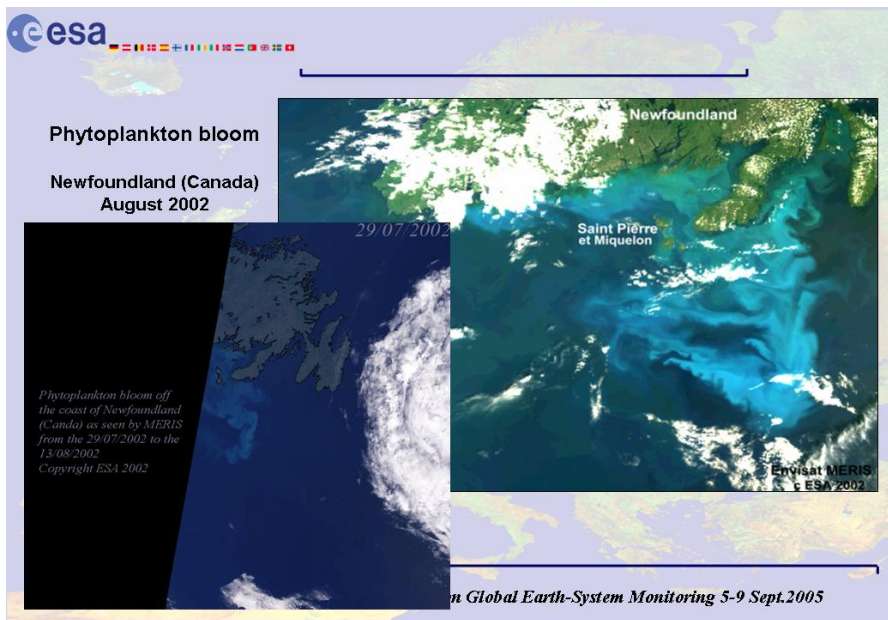 esa
Phytoplankton bloom
Newfoundland (Canada)
August 2002
Newfoundland
Saint Pierre
et Miquelon
Envisat MERIS
c ESA 2002
29/07/2002
Phytoplankton bloom off
the coast of Newfoundland
(Canda) as seen by MERIS
from the 29/07/2002 to the
13/08/2002
Copyright ESA 2002
Global Earth-System Monitoring 5-9 Sept.2005